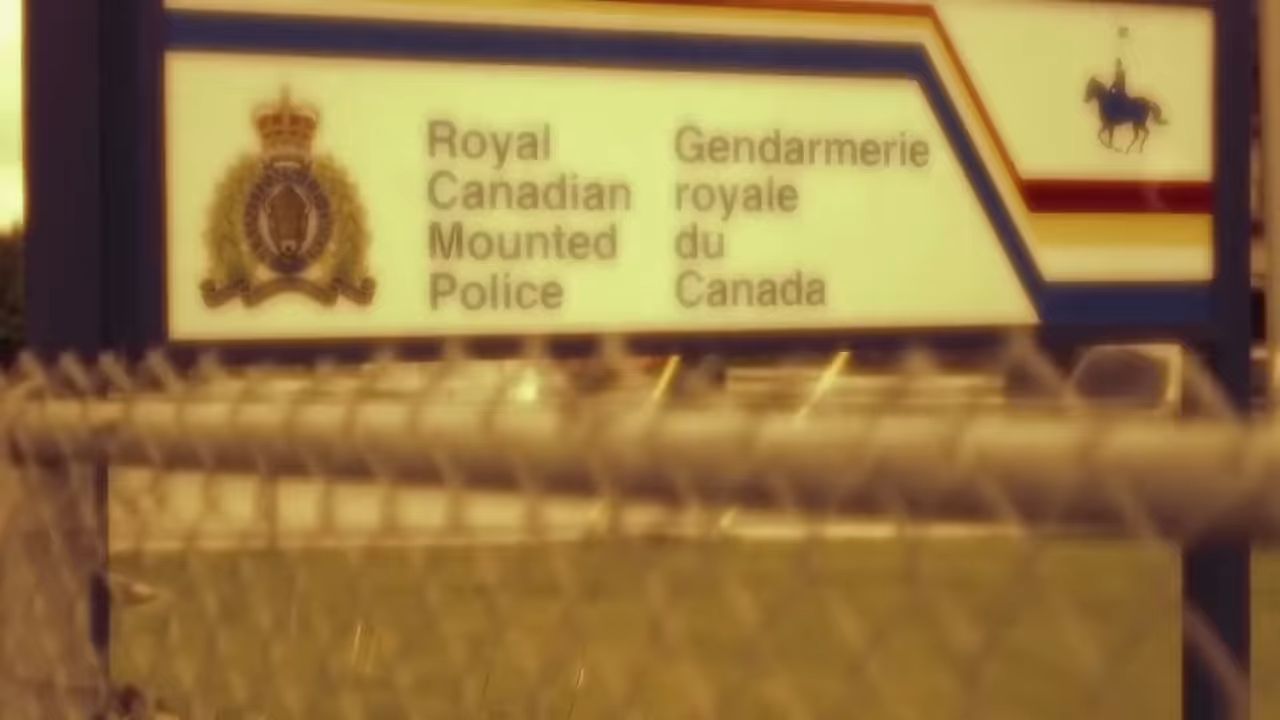 Royal
Canadian
Mounted
Police
Gendarmerie
royale
du
Canada